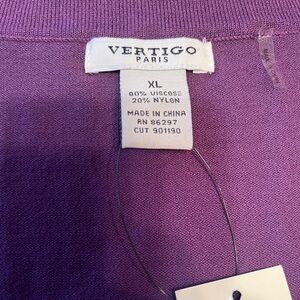 VERTIGO
PARIS
XL
80% VISCOSE
20% NYLON
MADE IN CHINA
RN 86297
CUT 901190